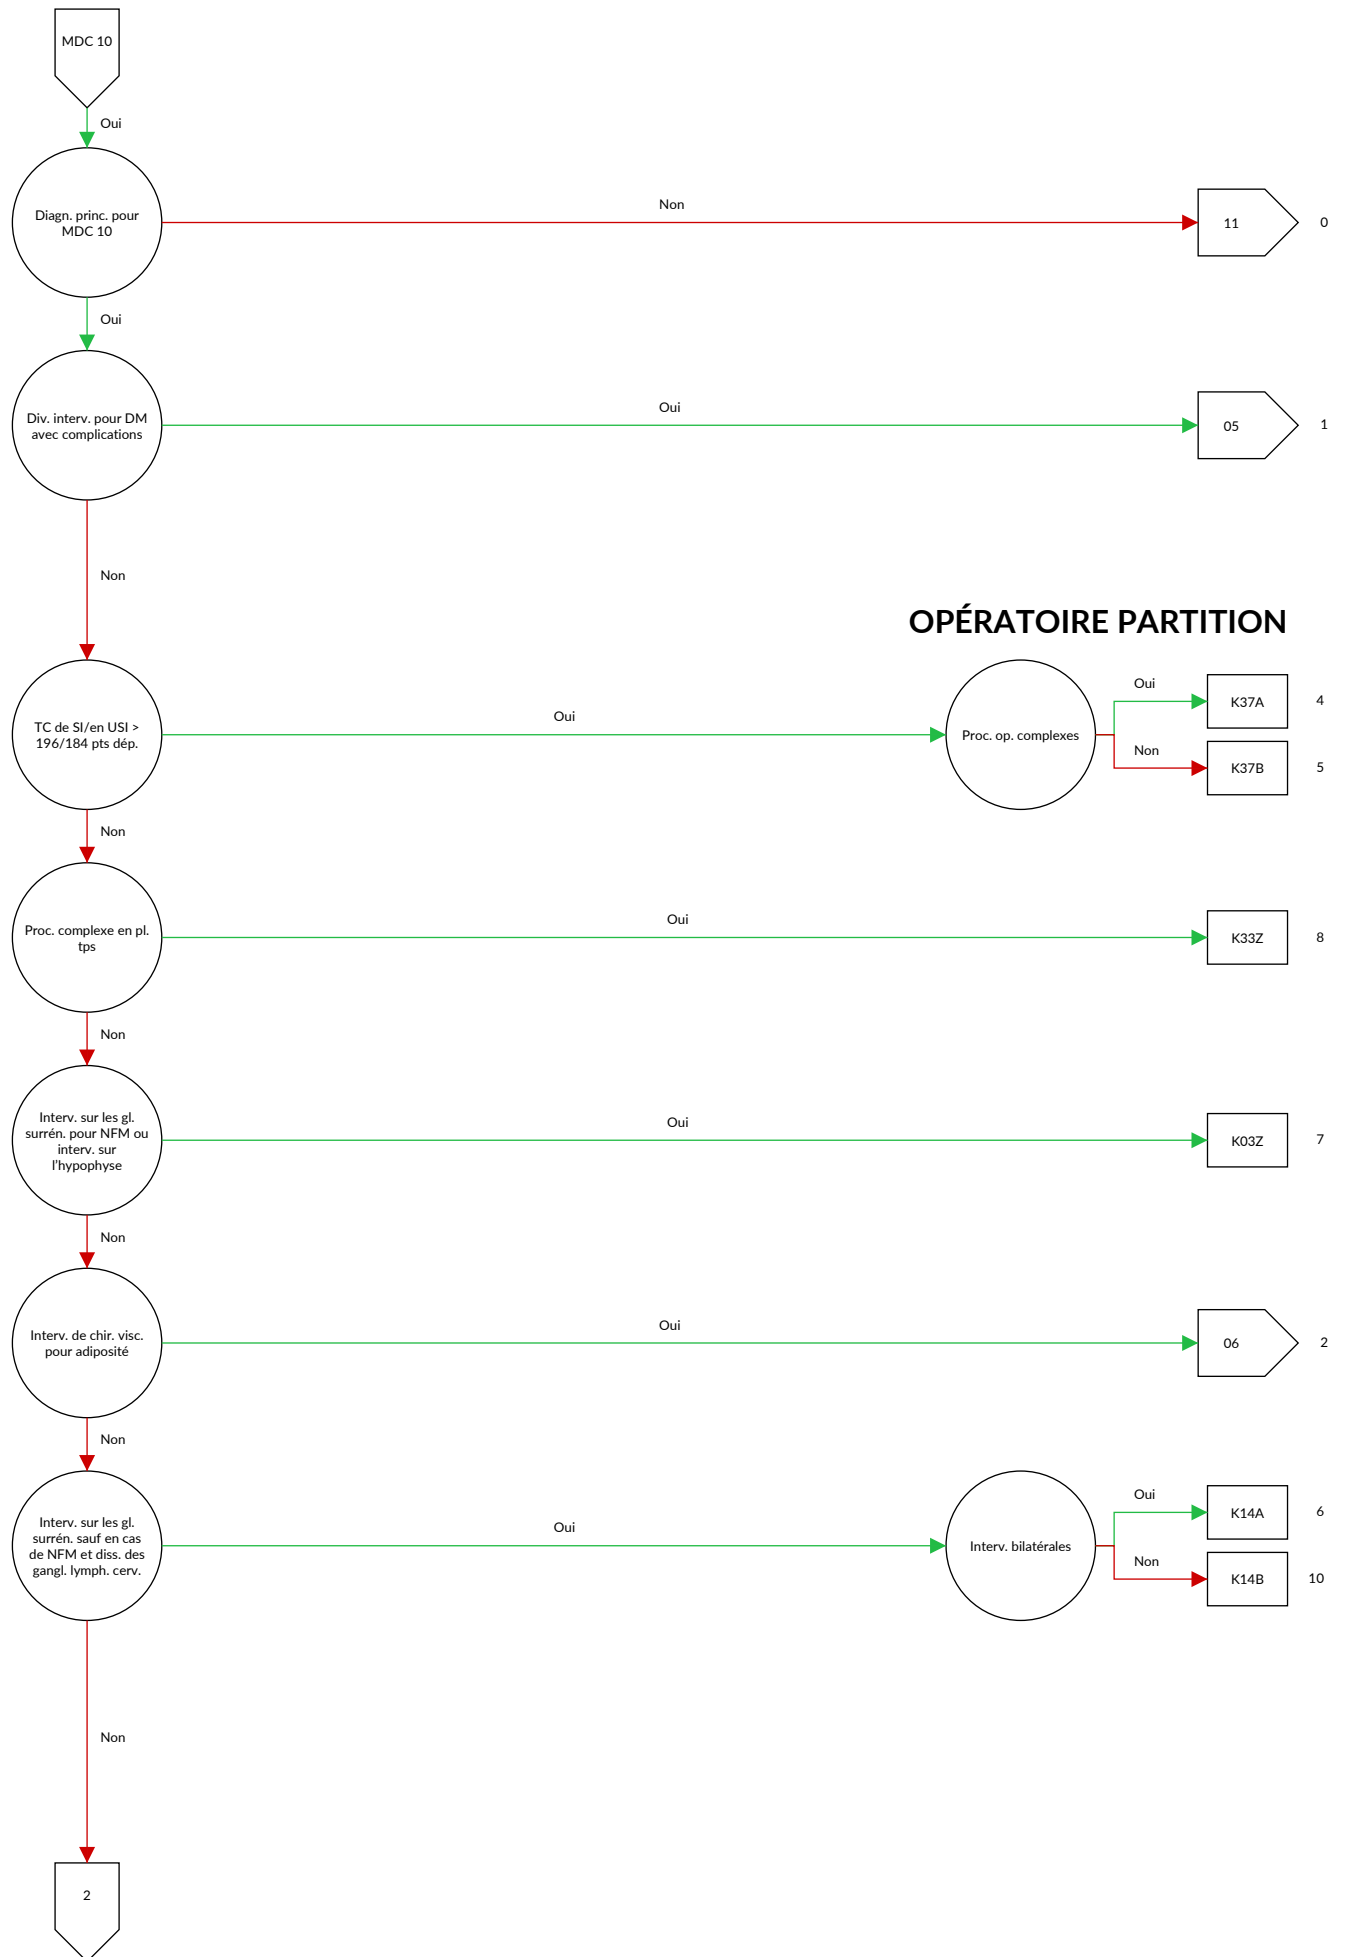 MDC 10
Oui
Diagn. princ. pour
MDC 10
Non
11
0
Oui
Div. interv. pour DM
avec complications
Oui
05
1
Non
OPÉRATOIRE PARTITION
TC de SI/en USI >
196/184 pts dép.
Oui
Proc. op. complexes
Oui
K37A
4
Non
K37B
5
Non
Proc. complexe en pl.
tps
Oui
K33Z
8
Non
Interv. sur les gl.
surrén. pour NFM ou
interv. sur
l'hypophyse
Oui
K03Z
7
Non
Interv. de chir. visc.
pour adiposité
Oui
06
2
Non
Interv. sur les gl.
surrén. sauf en cas
de NFM et diss. des
gangl. lymph. cerv.
Oui
Interv. bilatérales
Oui
K14A
6
Non
K14B
10
Non
2